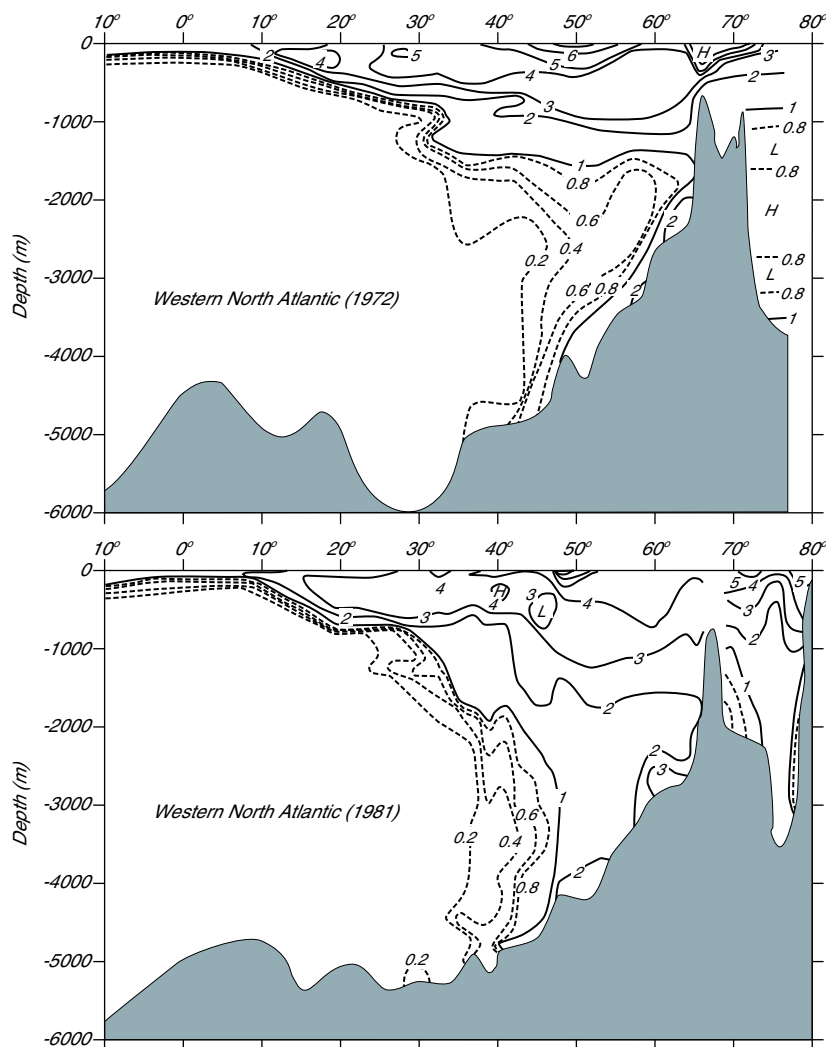 10° 0° 10° 20° 30° 40° 50° 60° 70° 80°
0
-1000
-2000
-3000
-4000
-5000
-6000
Depth (m)
2 4 5 6 5 4 H 3 2
3
2
1
1
0.8
0.8
L
0.8
0.6
H
2
0.4
0.2
0.8
L
0.6 0.8 2
0.8
1
Western North Atlantic (1972)
10° 0° 10° 20° 30° 40° 50° 60° 70° 80°
0
-1000
-2000
-3000
-4000
-5000
-6000
Depth (m)
4 H 3 4 5 4 5
4 L 3
2 3 2
3
1
2
2
3
1
0.6
Western North Atlantic (1981)
0.2 0.4
0.8 2
0.2